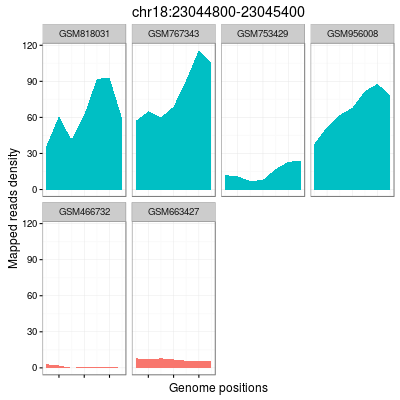 chr18:23044800-23045400
GSM818031 GSM767343 GSM753429 GSM956008
120
90
60
30
0
GSM466732 GSM663427
120
90
60
30
0
Mapped reads density
Genome positions